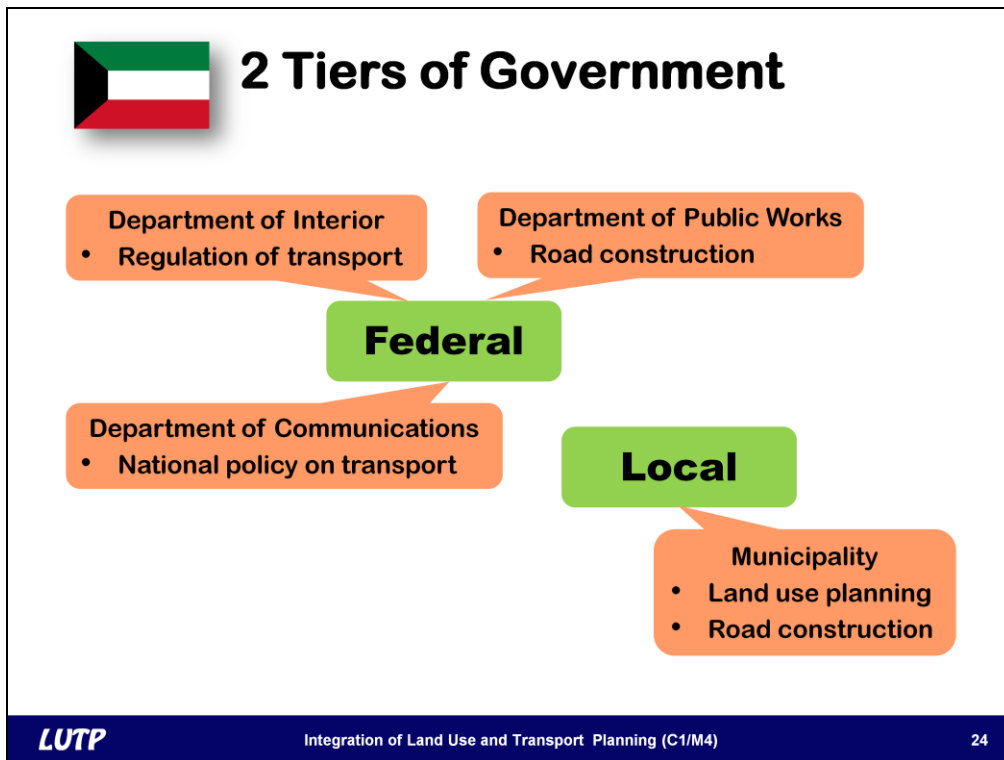 2 Tiers of Government
Department of Interior
• Regulation of transport
Department of Public Works
• Road construction
Federal
Department of Communications
• National policy on transport
Local
Municipality
• Land use planning
• Road construction
LUTP
Integration of Land Use and Transport Planning (C1/M4)
24